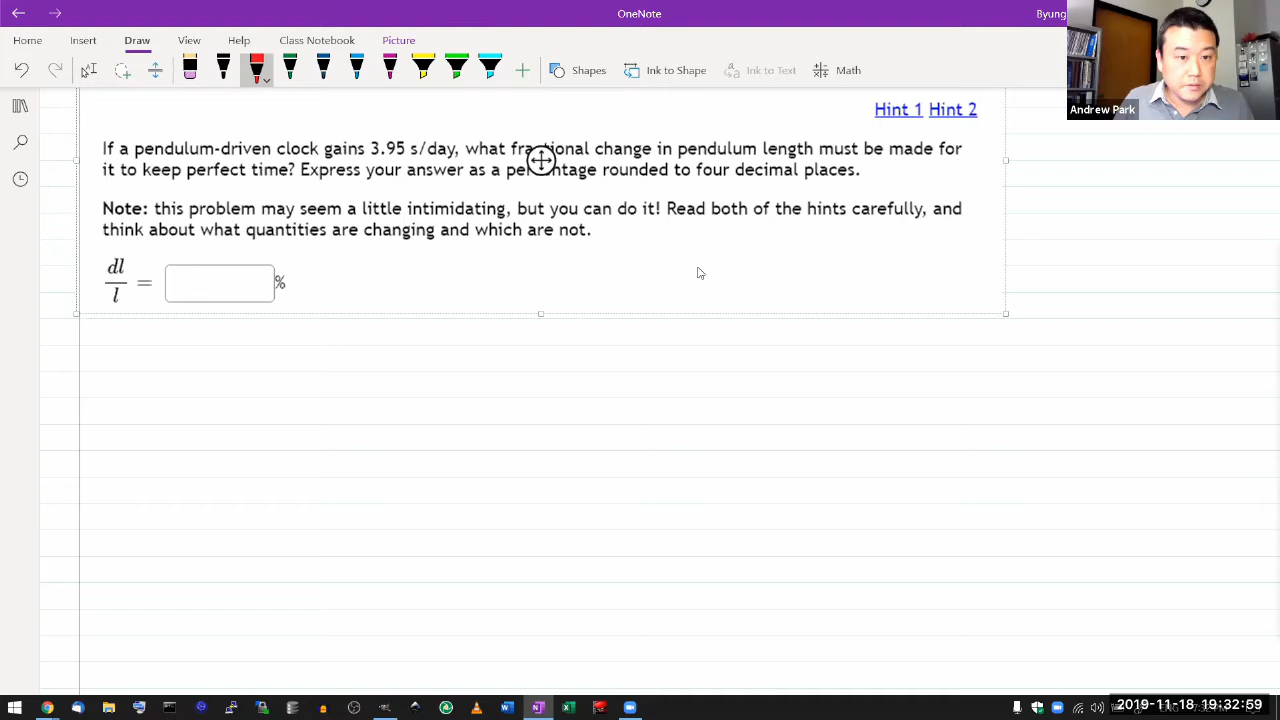 OneNote
Byung
Home Insert Draw View Help Class Notebook Picture
Shapes Ink to Shape Ink to Text Math
Andrew Park
Hint 1 Hint 2
If a pendulum-driven clock gains 3.95 s/day, what fractional change in pendulum length must be made for
it to keep perfect time? Express your answer as a percentage rounded to four decimal places.
Note: this problem may seem a little intimidating, but you can do it! Read both of the hints carefully, and
think about what quantities are changing and which are not.
dl
l
= %
2019-11-18 19:32:59